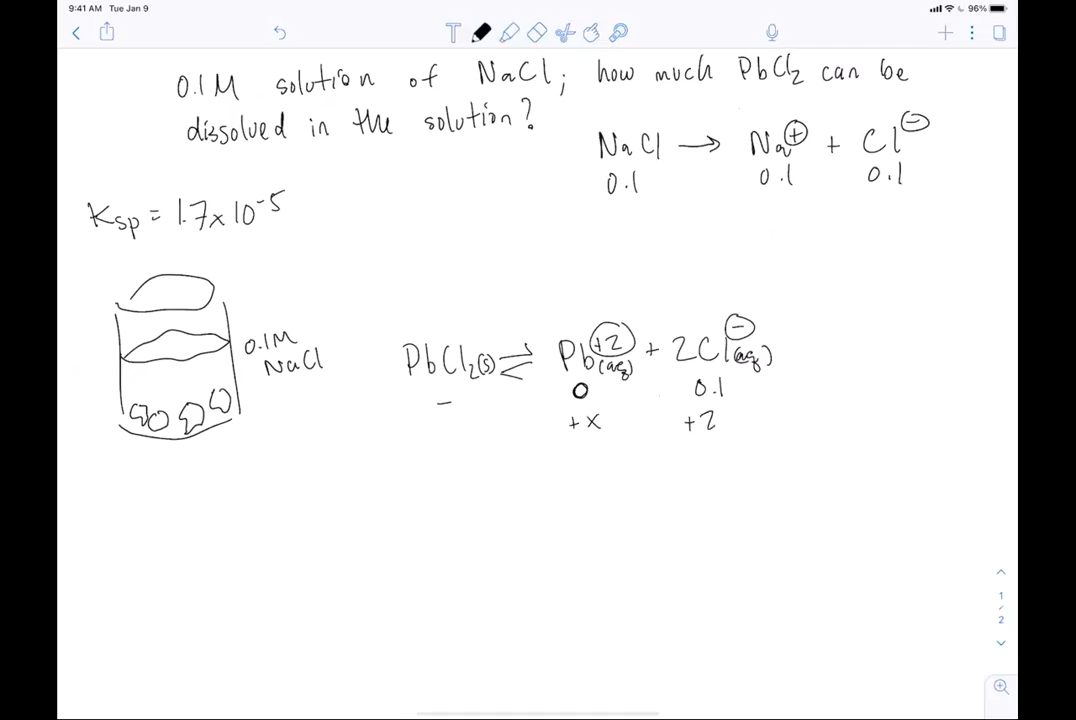 9:41 AM Tue Jan 9
96%
T
0.1M solution of NaCl; how much PbCl2 can be
dissolved in the solution?
NaCl → Na+ + Cl−
0.1 0.1 0.1
Ksp = 1.7x10-5
0.1M
NaCl
PbCl2(s) ⇌ Pb+2(aq) + 2Cl−(aq)
– 0 0.1
+x +2
1
/
2